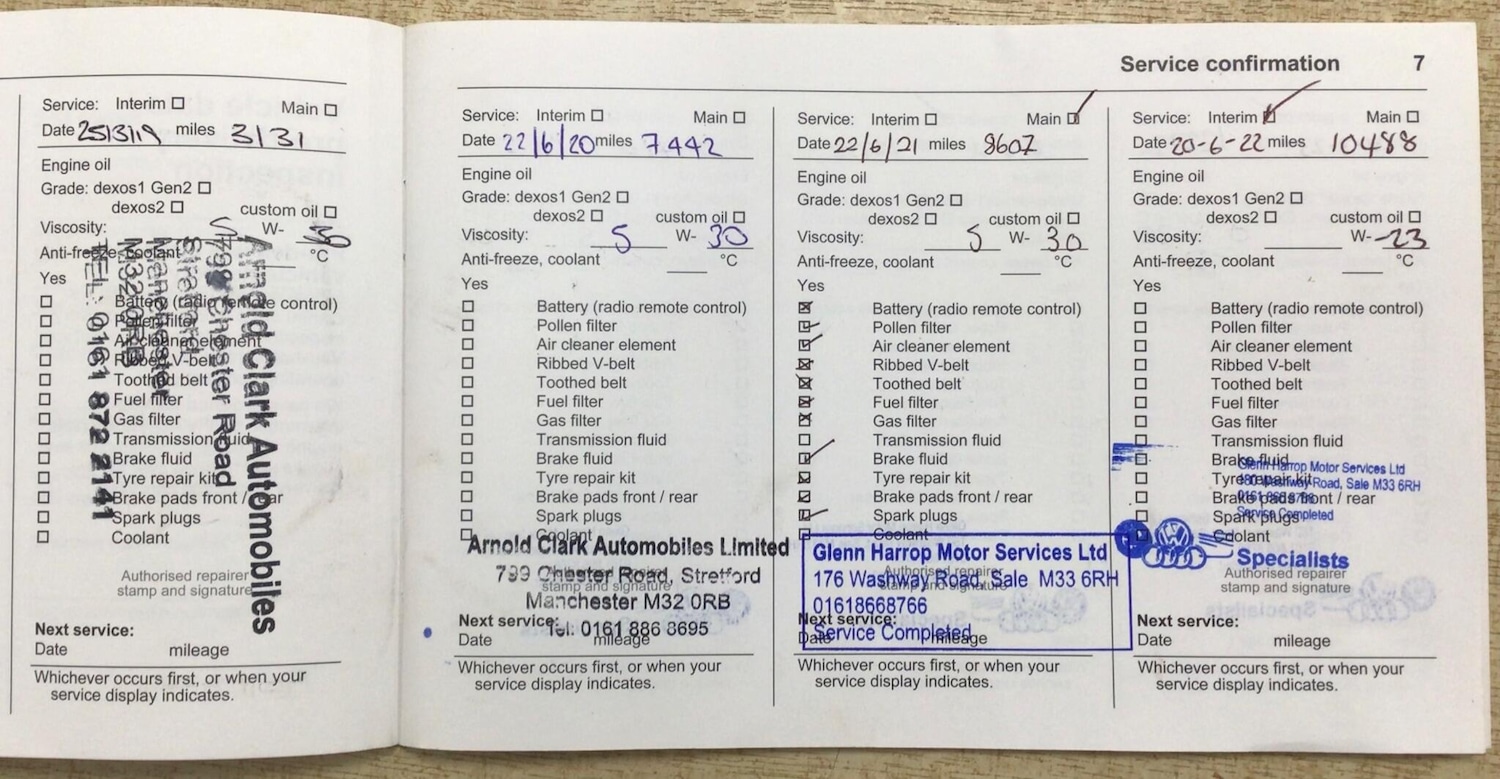 Service confirmation 7
Service: Interim Main
Date 25/3/19 miles 3131
Engine oil
Grade: dexos1 Gen2
dexos2 custom oil
Viscosity: 5 W- 30
Anti-freeze, coolant °C
Yes
Battery (radio remote control)
Pollen filter
Air cleaner element
Ribbed V-belt
Toothed belt
Fuel filter
Gas filter
Transmission fluid
Brake fluid
Tyre repair kit
Brake pads front / rear
Spark plugs
Coolant
Authorised repairer
stamp and signature
Arnold Clark Automobiles
799 Chester Road
Stretford
Manchester
M32 0RB
TEL: 0161 872 2141
Next service:
Date mileage
Whichever occurs first, or when your
service display indicates.
Service: Interim Main
Date 22/6/20 miles 7,442
Engine oil
Grade: dexos1 Gen2
dexos2 custom oil
Viscosity: 5 W- 30
Anti-freeze, coolant °C
Yes
Battery (radio remote control)
Pollen filter
Air cleaner element
Ribbed V-belt
Toothed belt
Fuel filter
Gas filter
Transmission fluid
Brake fluid
Tyre repair kit
Brake pads front / rear
Spark plugs
Coolant
Arnold Clark Automobiles Limited
Authorised repairer
799 Chester Road, Stretford
stamp and signature
Manchester M32 0RB
Next service:
Tel. 0161 886 8695
Date mileage
Whichever occurs first, or when your
service display indicates.
Service: Interim Main
Date 22/6/21 miles 8607
Engine oil
Grade: dexos1 Gen2
dexos2 custom oil
Viscosity: 5 W- 30
Anti-freeze, coolant °C
Yes
Battery (radio remote control)
Pollen filter
Air cleaner element
Ribbed V-belt
Toothed belt
Fuel filter
Gas filter
Transmission fluid
Brake fluid
Tyre repair kit
Brake pads front / rear
Spark plugs
Coolant
Glenn Harrop Motor Services Ltd
Authorised repairer
176 Washway Road, Sale M33 6RH
stamp and signature
01618668766
Next service:
Service Completed
Date mileage
Whichever occurs first, or when your
service display indicates.
Service: Interim Main
Date 20-6-22 miles 10488
Engine oil
Grade: dexos1 Gen2
dexos2 custom oil
Viscosity: W- 23
Anti-freeze, coolant °C
Yes
Battery (radio remote control)
Pollen filter
Air cleaner element
Ribbed V-belt
Toothed belt
Fuel filter
Gas filter
Transmission fluid
Brake fluid
Glenn Harrop Motor Services Ltd
Tyre repair kit
Washway Road, Sale M33 6RH
Brake pads front / rear
Service Completed
Spark plugs
Coolant
Specialists
Authorised repairer
stamp and signature
Next service:
Date mileage
Whichever occurs first, or when your
service display indicates.